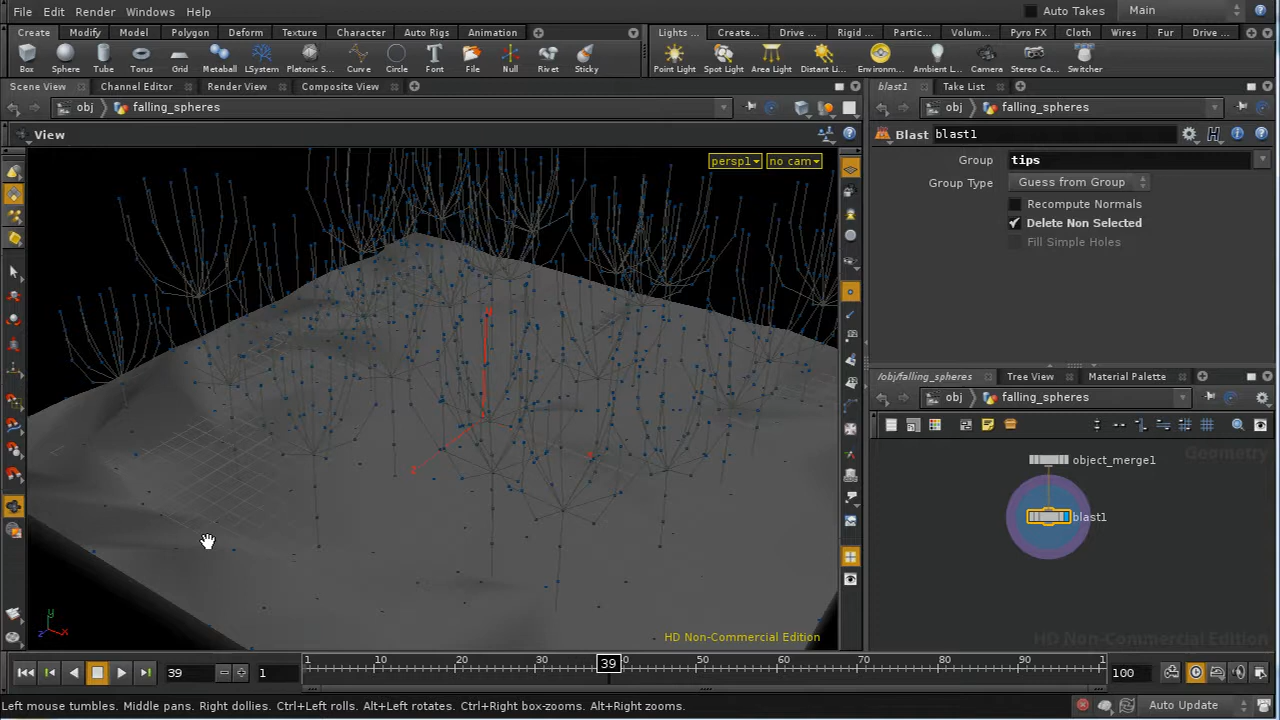 File Edit Render Windows Help Auto Takes Main
Create Modify Model Polygon Deform Texture Character Auto Rigs Animation Lights ... Create... Drive ... Rigid ... Partic... Volum... Pyro FX Cloth Wires Fur Drive ...
Box Sphere Tube Torus Grid Metaball LSystem Platonic S... Curve Circle Font File Null Rivet Sticky Point Light Spot Light Area Light Distant Li... Environm... Ambient L... Camera Stereo Ca... Switcher
Scene View Channel Editor Render View Composite View blast1 Take List
obj falling_spheres obj falling_spheres
View Blast blast1
persp1 no cam Group tips
Group Type Guess from Group
Recompute Normals
Delete Non Selected
Fill Simple Holes
y
z
x
/obj/falling_spheres Tree View Material Palette
obj falling_spheres
Geometry
object_merge1
blast1
y
z x
HD Non-Commercial Edition HD Non-Commercial Edition
39 1 1 10 20 30 39 40 50 60 70 80 90 1 100
Left mouse tumbles. Middle pans. Right dollies. Ctrl+Left rolls. Alt+Left rotates. Ctrl+Right box-zooms. Alt+Right zooms. Auto Update